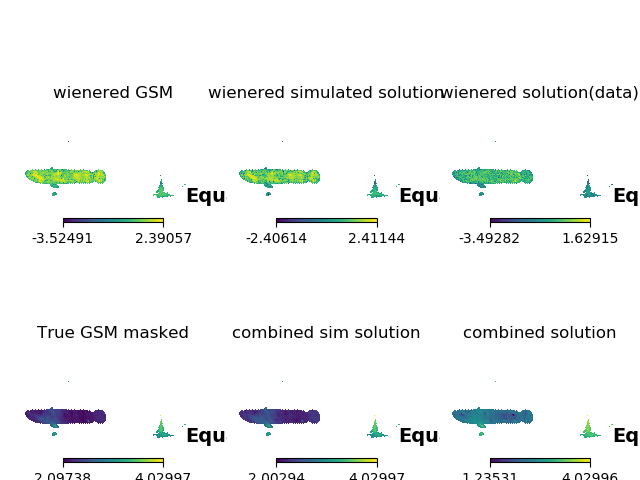 wienered GSM wienered simulated solution wienered solution(data)
Equ Equ Eq
-3.52491 2.39057 -2.40614 2.41144 -3.49282 1.62915
True GSM masked combined sim solution combined solution
Equ Equ Eq
2.09738 4.02997 2.00294 4.02997 1.23531 4.02996